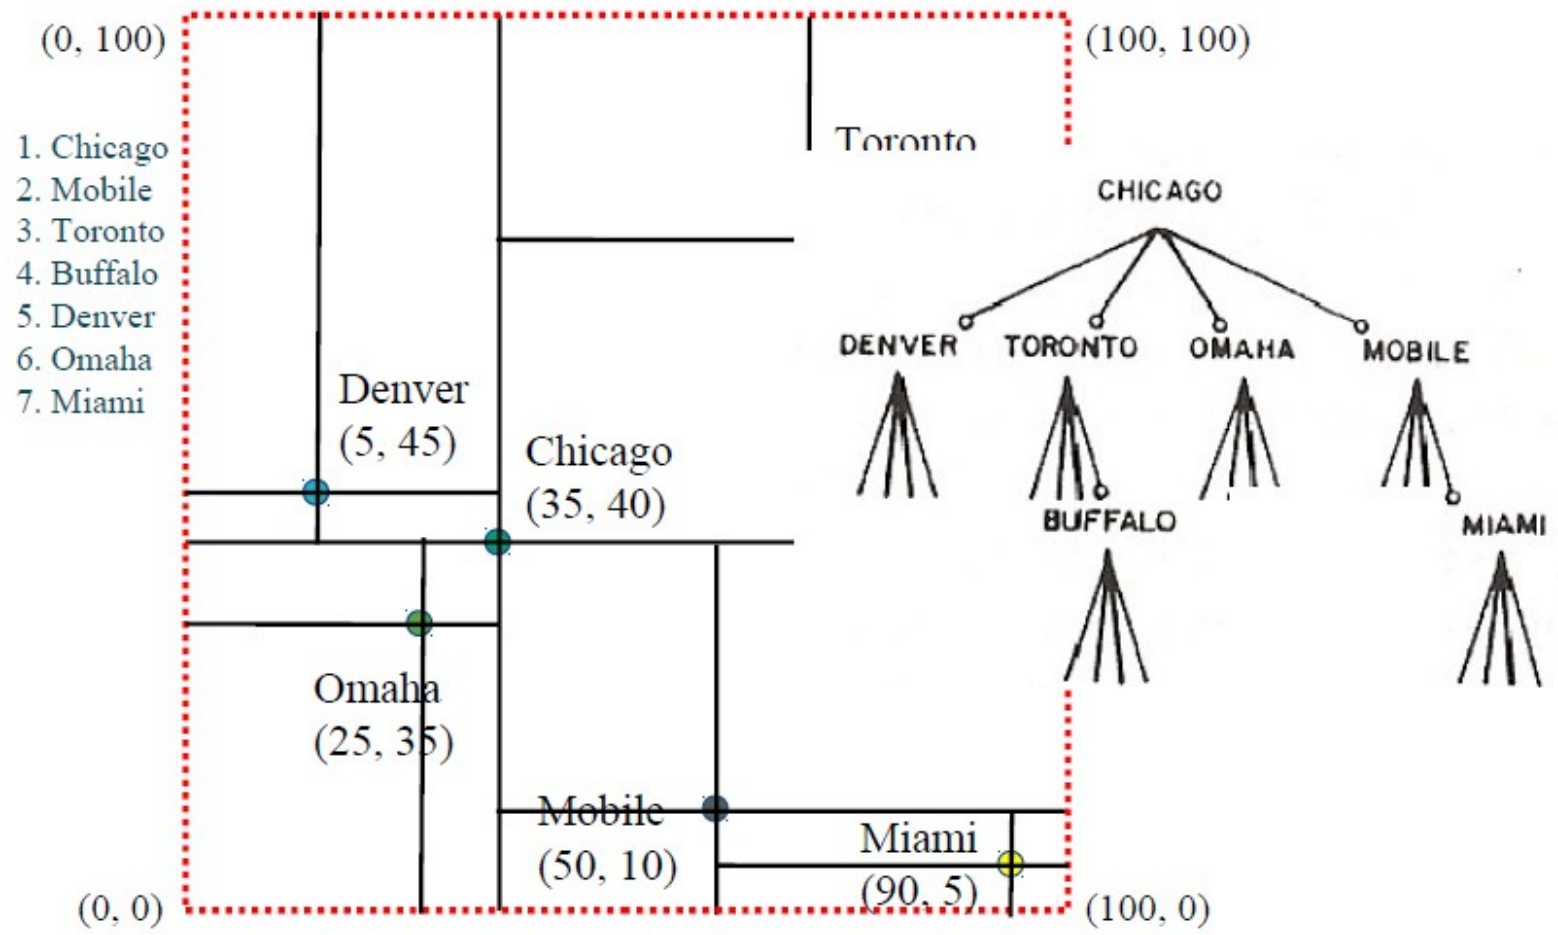 (0, 100)
(100, 100)
1. Chicago
2. Mobile
3. Toronto
4. Buffalo
5. Denver
6. Omaha
7. Miami
Toronto
CHICAGO
DENVER TORONTO OMAHA MOBILE
BUFFALO MIAMI
Denver
(5, 45)
Chicago
(35, 40)
Omaha
(25, 35)
Mobile
(50, 10)
Miami
(90, 5)
(0, 0)
(100, 0)